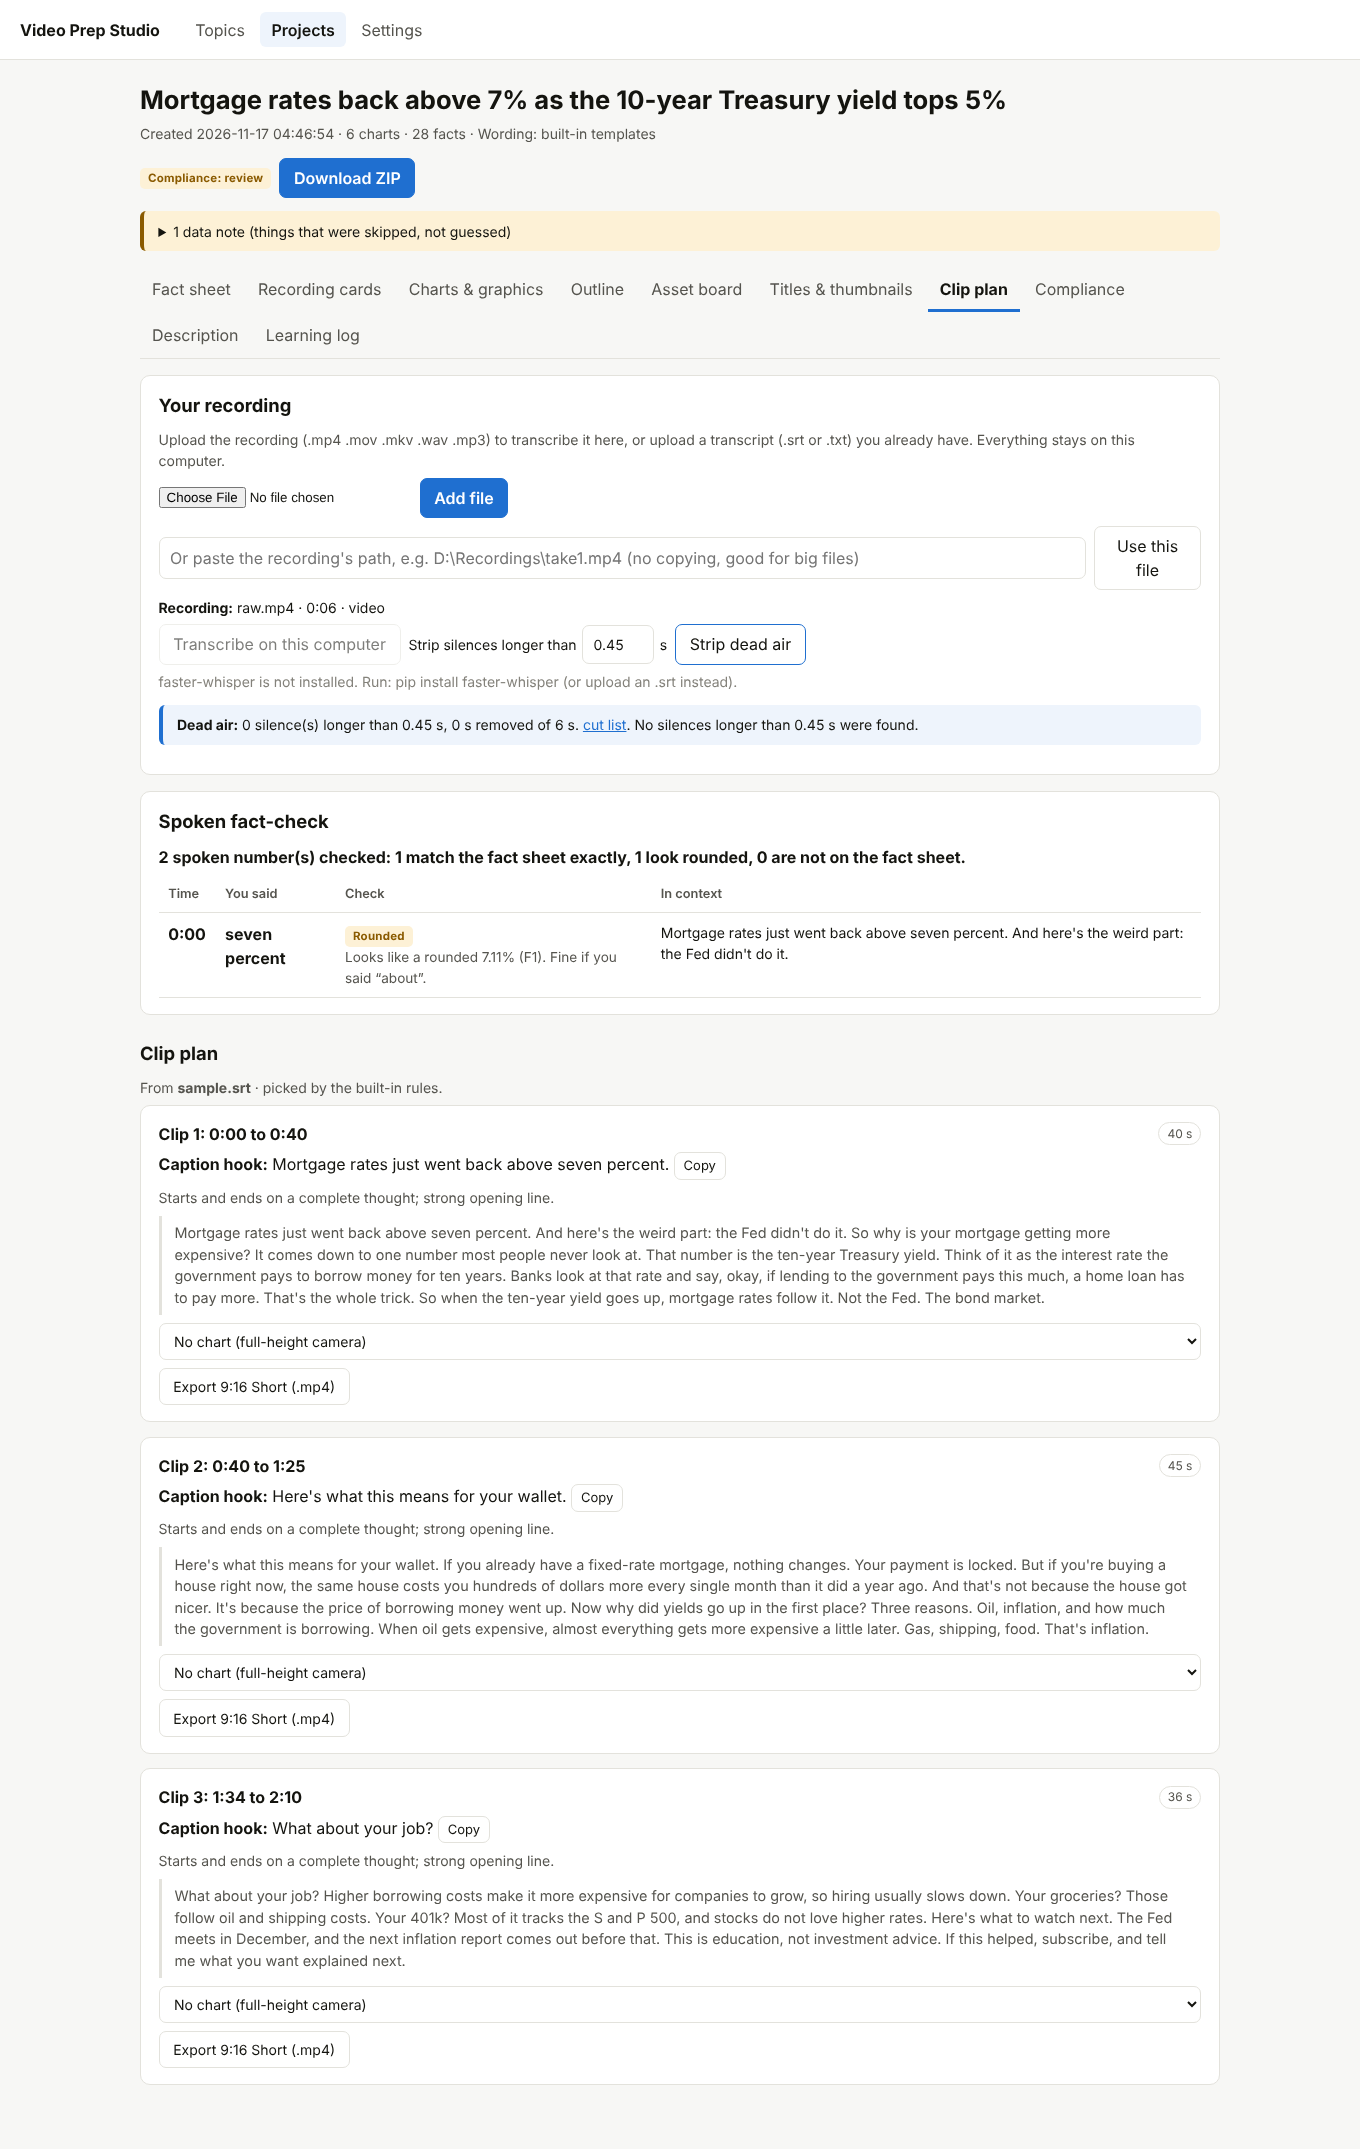 Video Prep Studio Topics Projects Settings
Mortgage rates back above 7% as the 10-year Treasury yield tops 5%
Created 2026-11-17 04:46:54 · 6 charts · 28 facts · Wording: built-in templates
Compliance: review Download ZIP
▶ 1 data note (things that were skipped, not guessed)
Fact sheet Recording cards Charts & graphics Outline Asset board Titles & thumbnails Clip plan Compliance
Description Learning log
Your recording
Upload the recording (.mp4 .mov .mkv .wav .mp3) to transcribe it here, or upload a transcript (.srt or .txt) you already have. Everything stays on this
computer.
Choose File No file chosen Add file
Or paste the recording's path, e.g. D:\Recordings\take1.mp4 (no copying, good for big files) Use this
file
Recording: raw.mp4 · 0:06 · video
Transcribe on this computer Strip silences longer than 0.45 s Strip dead air
faster-whisper is not installed. Run: pip install faster-whisper (or upload an .srt instead).
Dead air: 0 silence(s) longer than 0.45 s, 0 s removed of 6 s. cut list. No silences longer than 0.45 s were found.
Spoken fact-check
2 spoken number(s) checked: 1 match the fact sheet exactly, 1 look rounded, 0 are not on the fact sheet.
Time You said Check In context
0:00 seven percent Rounded Mortgage rates just went back above seven percent. And here's the weird part:
the Fed didn't do it.
Looks like a rounded 7.11% (F1). Fine if you
said “about”.
Clip plan
From sample.srt · picked by the built-in rules.
Clip 1: 0:00 to 0:40 40 s
Caption hook: Mortgage rates just went back above seven percent. Copy
Starts and ends on a complete thought; strong opening line.
Mortgage rates just went back above seven percent. And here's the weird part: the Fed didn't do it. So why is your mortgage getting more
expensive? It comes down to one number most people never look at. That number is the ten-year Treasury yield. Think of it as the interest rate the
government pays to borrow money for ten years. Banks look at that rate and say, okay, if lending to the government pays this much, a home loan has
to pay more. That's the whole trick. So when the ten-year yield goes up, mortgage rates follow it. Not the Fed. The bond market.
No chart (full-height camera)
Export 9:16 Short (.mp4)
Clip 2: 0:40 to 1:25 45 s
Caption hook: Here's what this means for your wallet. Copy
Starts and ends on a complete thought; strong opening line.
Here's what this means for your wallet. If you already have a fixed-rate mortgage, nothing changes. Your payment is locked. But if you're buying a
house right now, the same house costs you hundreds of dollars more every single month than it did a year ago. And that's not because the house got
nicer. It's because the price of borrowing money went up. Now why did yields go up in the first place? Three reasons. Oil, inflation, and how much
the government is borrowing. When oil gets expensive, almost everything gets more expensive a little later. Gas, shipping, food. That's inflation.
No chart (full-height camera)
Export 9:16 Short (.mp4)
Clip 3: 1:34 to 2:10 36 s
Caption hook: What about your job? Copy
Starts and ends on a complete thought; strong opening line.
What about your job? Higher borrowing costs make it more expensive for companies to grow, so hiring usually slows down. Your groceries? Those
follow oil and shipping costs. Your 401k? Most of it tracks the S and P 500, and stocks do not love higher rates. Here's what to watch next. The Fed
meets in December, and the next inflation report comes out before that. This is education, not investment advice. If this helped, subscribe, and tell
me what you want explained next.
No chart (full-height camera)
Export 9:16 Short (.mp4)